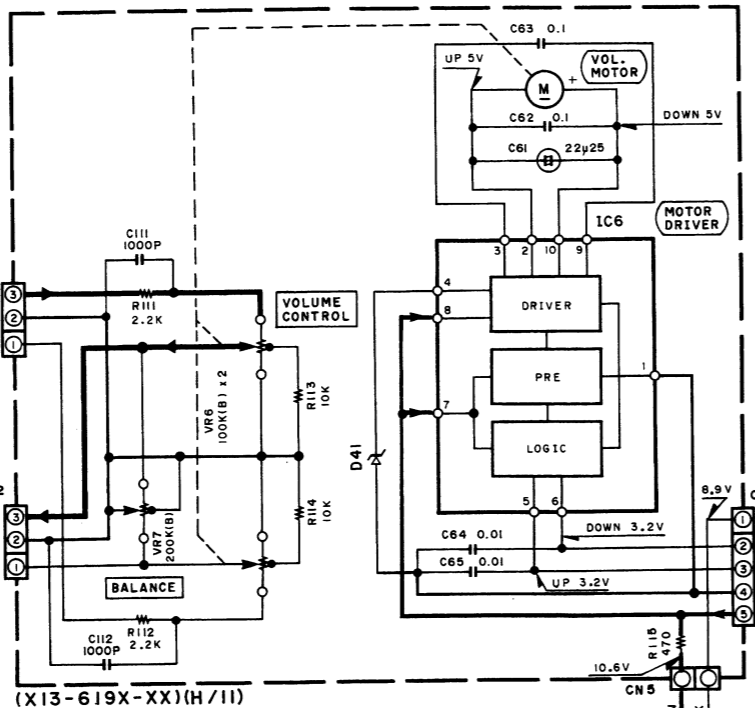 C63 0.1
UP 5V
VOL.
MOTOR
M
+
C62 0.1
DOWN 5V
C61 22μ25
IC6
MOTOR
DRIVER
3 2 10 9
C111
1000P
4
8
DRIVER
3
2
1
R111
2.2K
VOLUME
CONTROL
PRE
1
R113
10K
VR6
100K(B) x2
7
LOGIC
D41
5 6
8.9V
3
2
1
VR7
200K(B)
R114
10K
DOWN 3.2V
C64 0.01
C65 0.01
UP 3.2V
1
2
3
4
5
BALANCE
R112
2.2K
C112
1000P
R115
470
10.6V
CN5
(X13-619X-XX)(H/11)